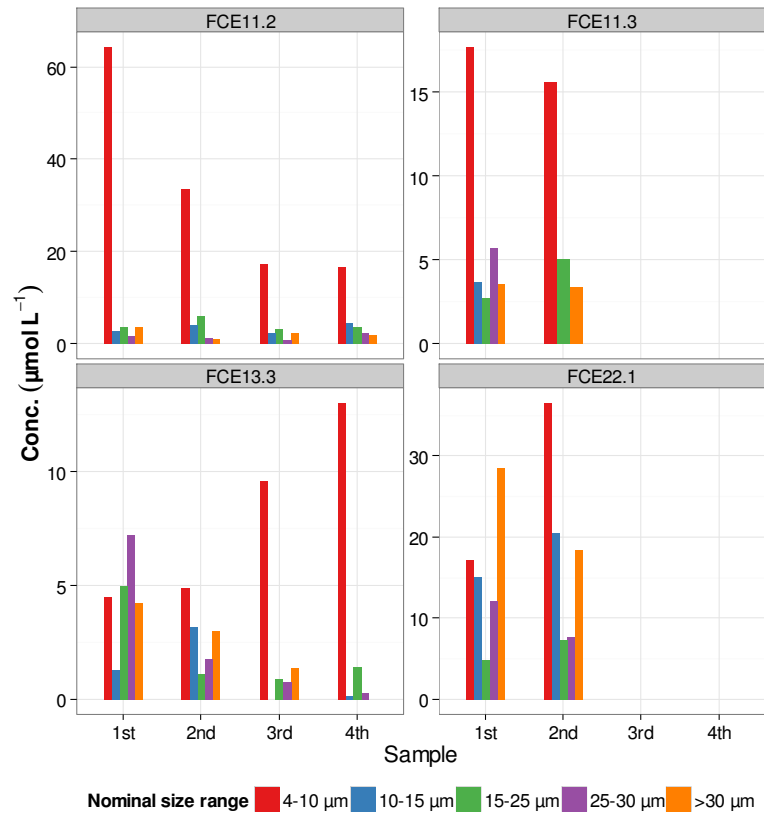 FCE11.2
FCE11.3
60
40
20
0
15
10
5
0
FCE13.3
FCE22.1
10
5
0
30
20
10
0
1st 2nd 3rd 4th
1st 2nd 3rd 4th
Sample
Conc. (µmol L⁻¹)
Nominal size range 4-10 µm 10-15 µm 15-25 µm 25-30 µm >30 µm